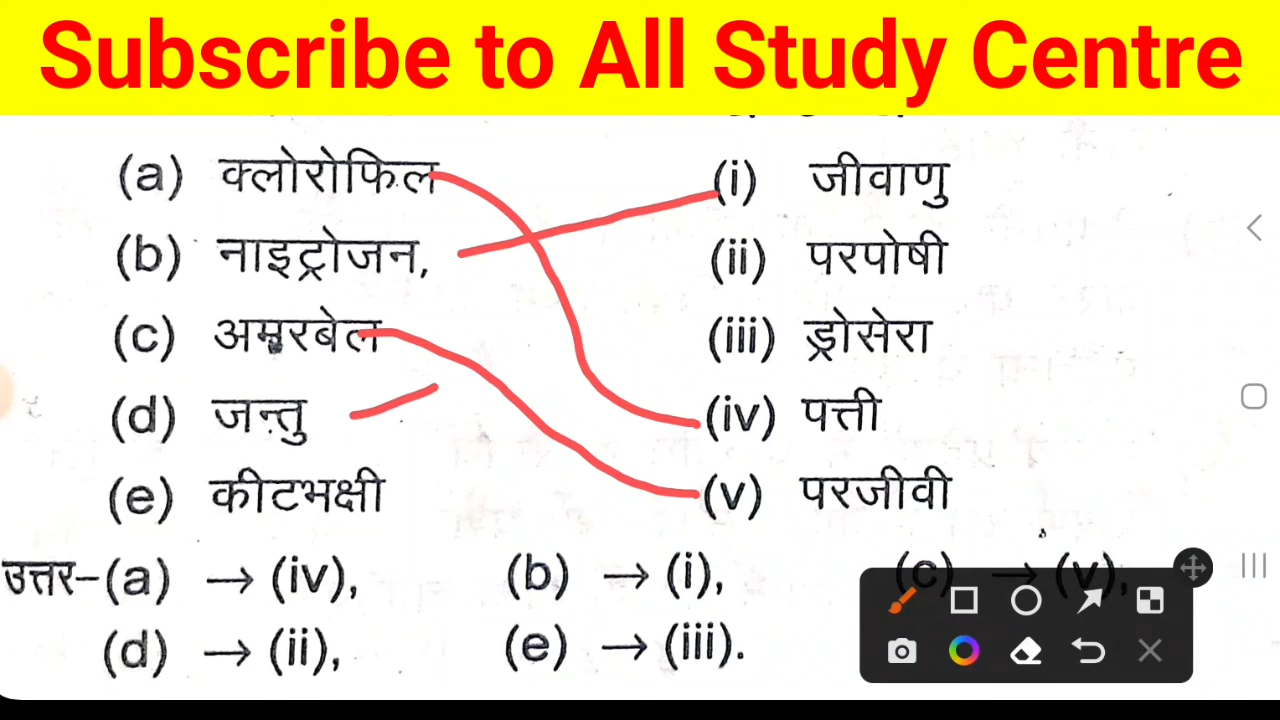 Subscribe to All Study Centre
(a) क्लोरोफिल (i) जीवाणु
(b) नाइट्रोजन, (ii) परपोषी
(c) अमरबेल (iii) ड्रोसेरा
(d) जन्तु (iv) पत्ती
(e) कीटभक्षी (v) परजीवी
उत्तर–(a) → (iv), (b) → (i), (c) → (v),
(d) → (ii), (e) → (iii).